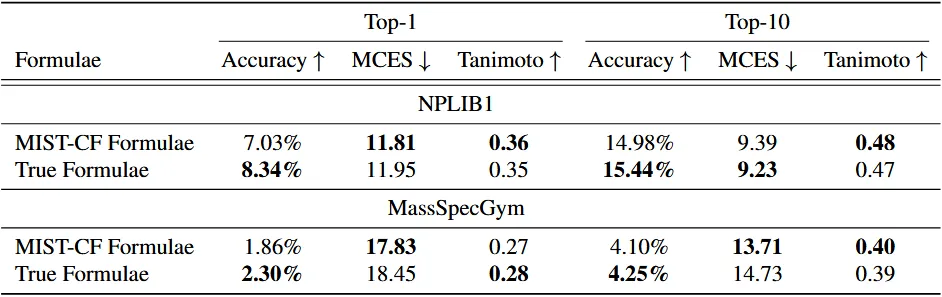 Top-1 Top-10
Formulae Accuracy ↑ MCES ↓ Tanimoto ↑ Accuracy ↑ MCES ↓ Tanimoto ↑
NPLIB1
MIST-CF Formulae 7.03% 11.81 0.36 14.98% 9.39 0.48
True Formulae 8.34% 11.95 0.35 15.44% 9.23 0.47
MassSpecGym
MIST-CF Formulae 1.86% 17.83 0.27 4.10% 13.71 0.40
True Formulae 2.30% 18.45 0.28 4.25% 14.73 0.39